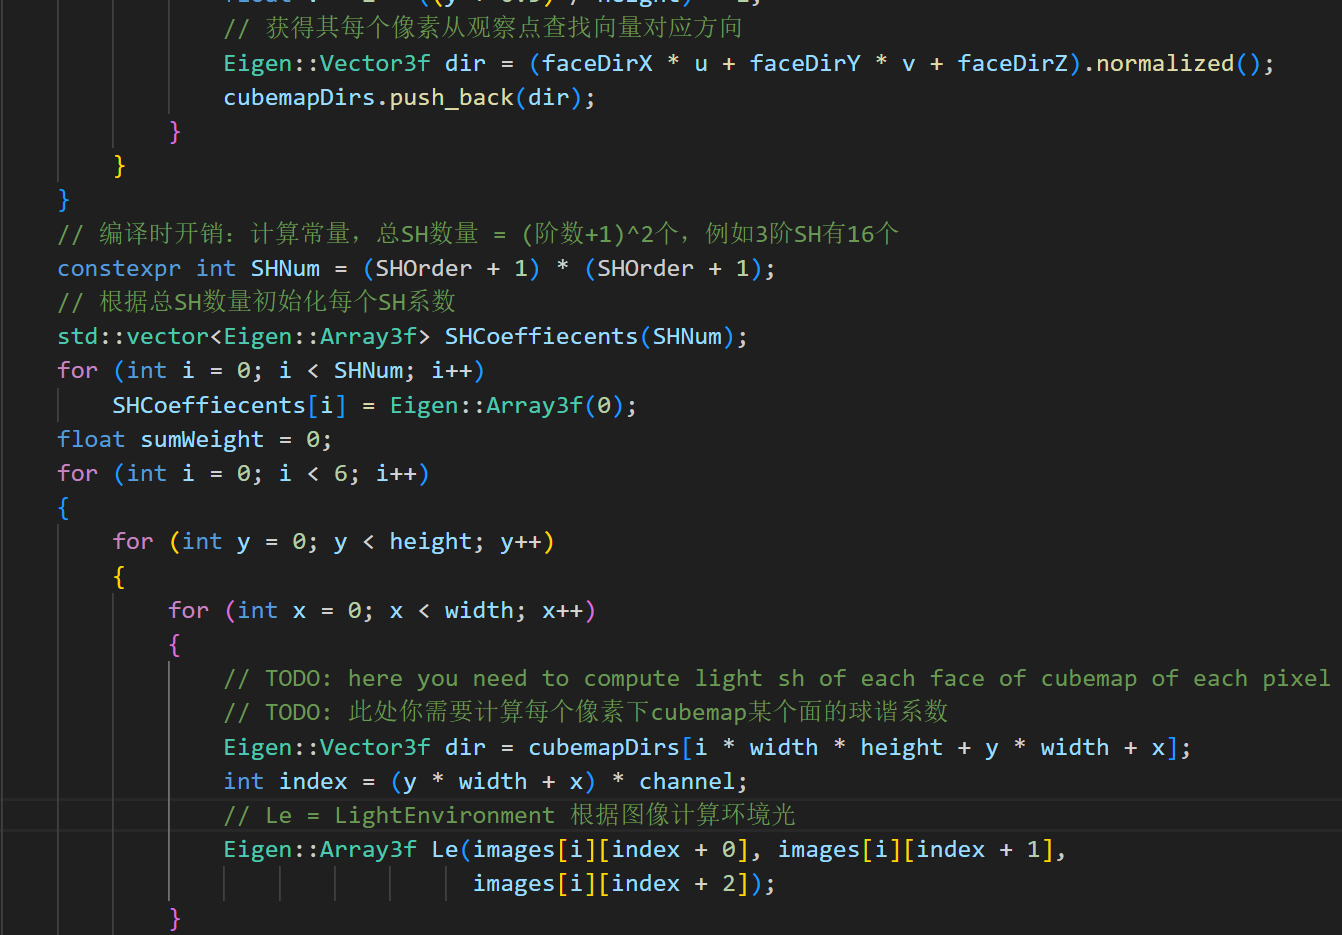 // 获得其每个像素从观察点查找向量对应方向
Eigen::Vector3f dir = (faceDirX * u + faceDirY * v + faceDirZ).normalized();
cubemapDirs.push_back(dir);
}
}
}
// 编译时开销：计算常量，总SH数量 = (阶数+1)^2个，例如3阶SH有16个
constexpr int SHNum = (SHOrder + 1) * (SHOrder + 1);
// 根据总SH数量初始化每个SH系数
std::vector<Eigen::Array3f> SHCoeffiecents(SHNum);
for (int i = 0; i < SHNum; i++)
SHCoeffiecents[i] = Eigen::Array3f(0);
float sumWeight = 0;
for (int i = 0; i < 6; i++)
{
for (int y = 0; y < height; y++)
{
for (int x = 0; x < width; x++)
{
// TODO: here you need to compute light sh of each face of cubemap of each pixel
// TODO: 此处你需要计算每个像素下cubemap某个面的球谐系数
Eigen::Vector3f dir = cubemapDirs[i * width * height + y * width + x];
int index = (y * width + x) * channel;
// Le = LightEnvironment 根据图像计算环境光
Eigen::Array3f Le(images[i][index + 0], images[i][index + 1],
images[i][index + 2]);
}